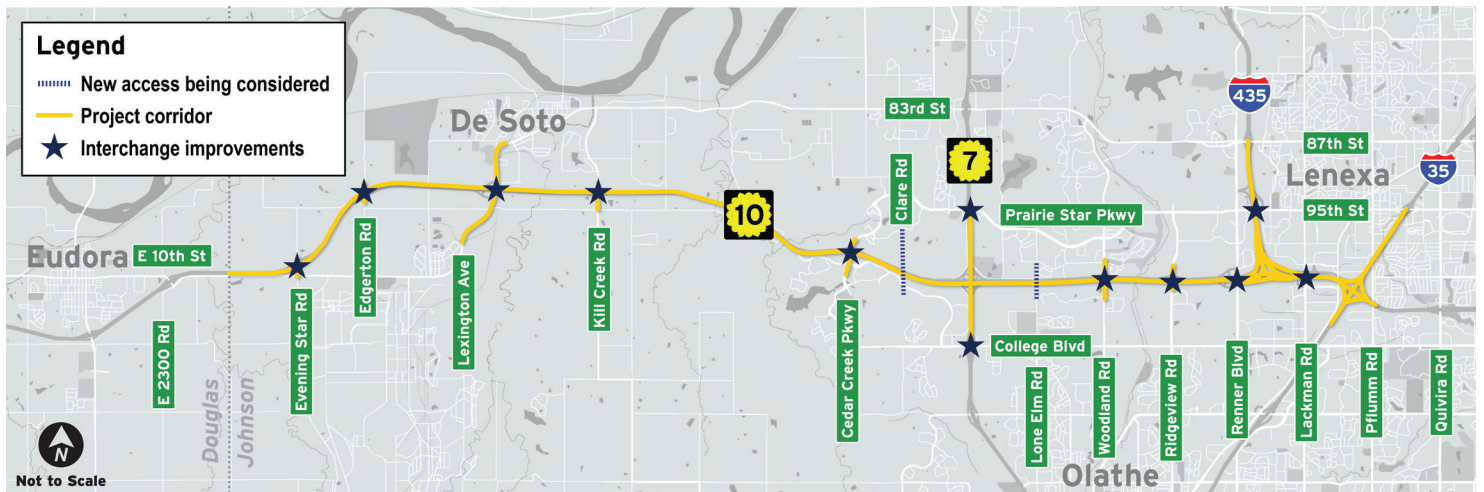 Legend
New access being considered
Project corridor
Interchange improvements
De Soto
Eudora
E 10th St
E 2300 Rd
Douglas
Johnson
Evening Star Rd
Edgerton Rd
Lexington Ave
Kill Creek Rd
10
Cedar Creek Pkwy
Clare Rd
83rd St
7
Prairie Star Pkwy
College Blvd
Lone Elm Rd
Woodland Rd
Ridgeview Rd
Renner Blvd
Lackman Rd
Pflumm Rd
Quivira Rd
435
87th St
Lenexa
35
95th St
Olathe
N
Not to Scale